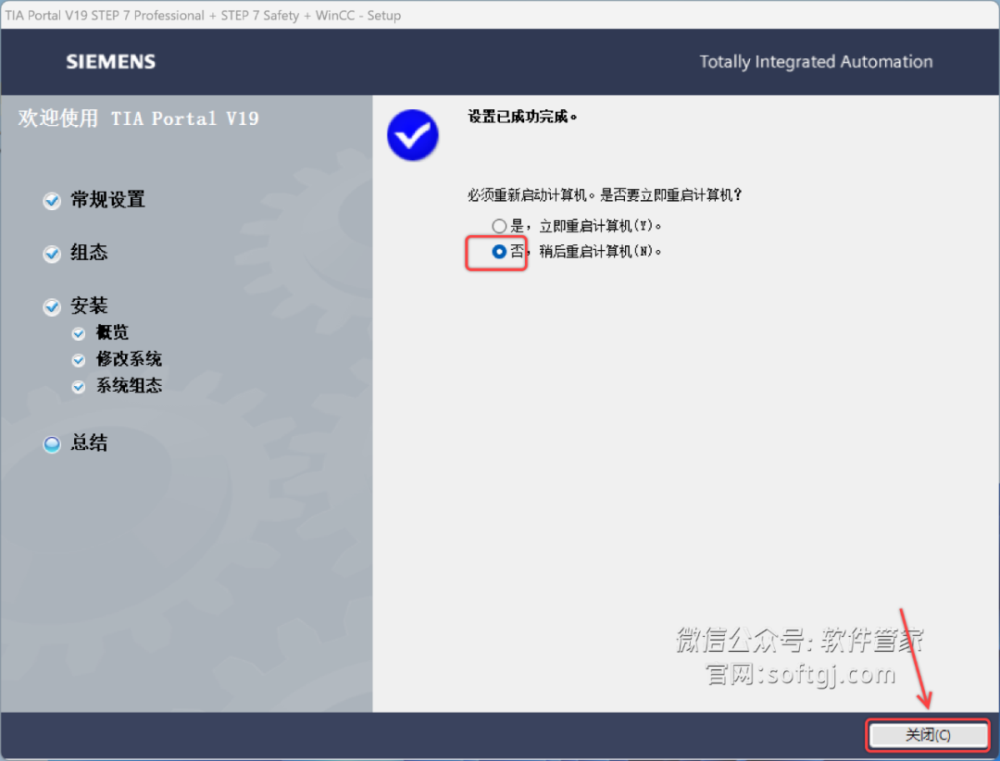 TIA Portal V19 STEP 7 Professional + STEP 7 Safety + WinCC - Setup
SIEMENS
Totally Integrated Automation
欢迎使用 TIA Portal V19
设置已成功完成。
常规设置
必须重新启动计算机。是否要立即重启计算机?
是，立即重启计算机(Y)。
组态
否，稍后重启计算机(N)。
安装
概览
修改系统
系统组态
总结
微信公众号: 软件管家
官网:softgj.com
关闭(C)